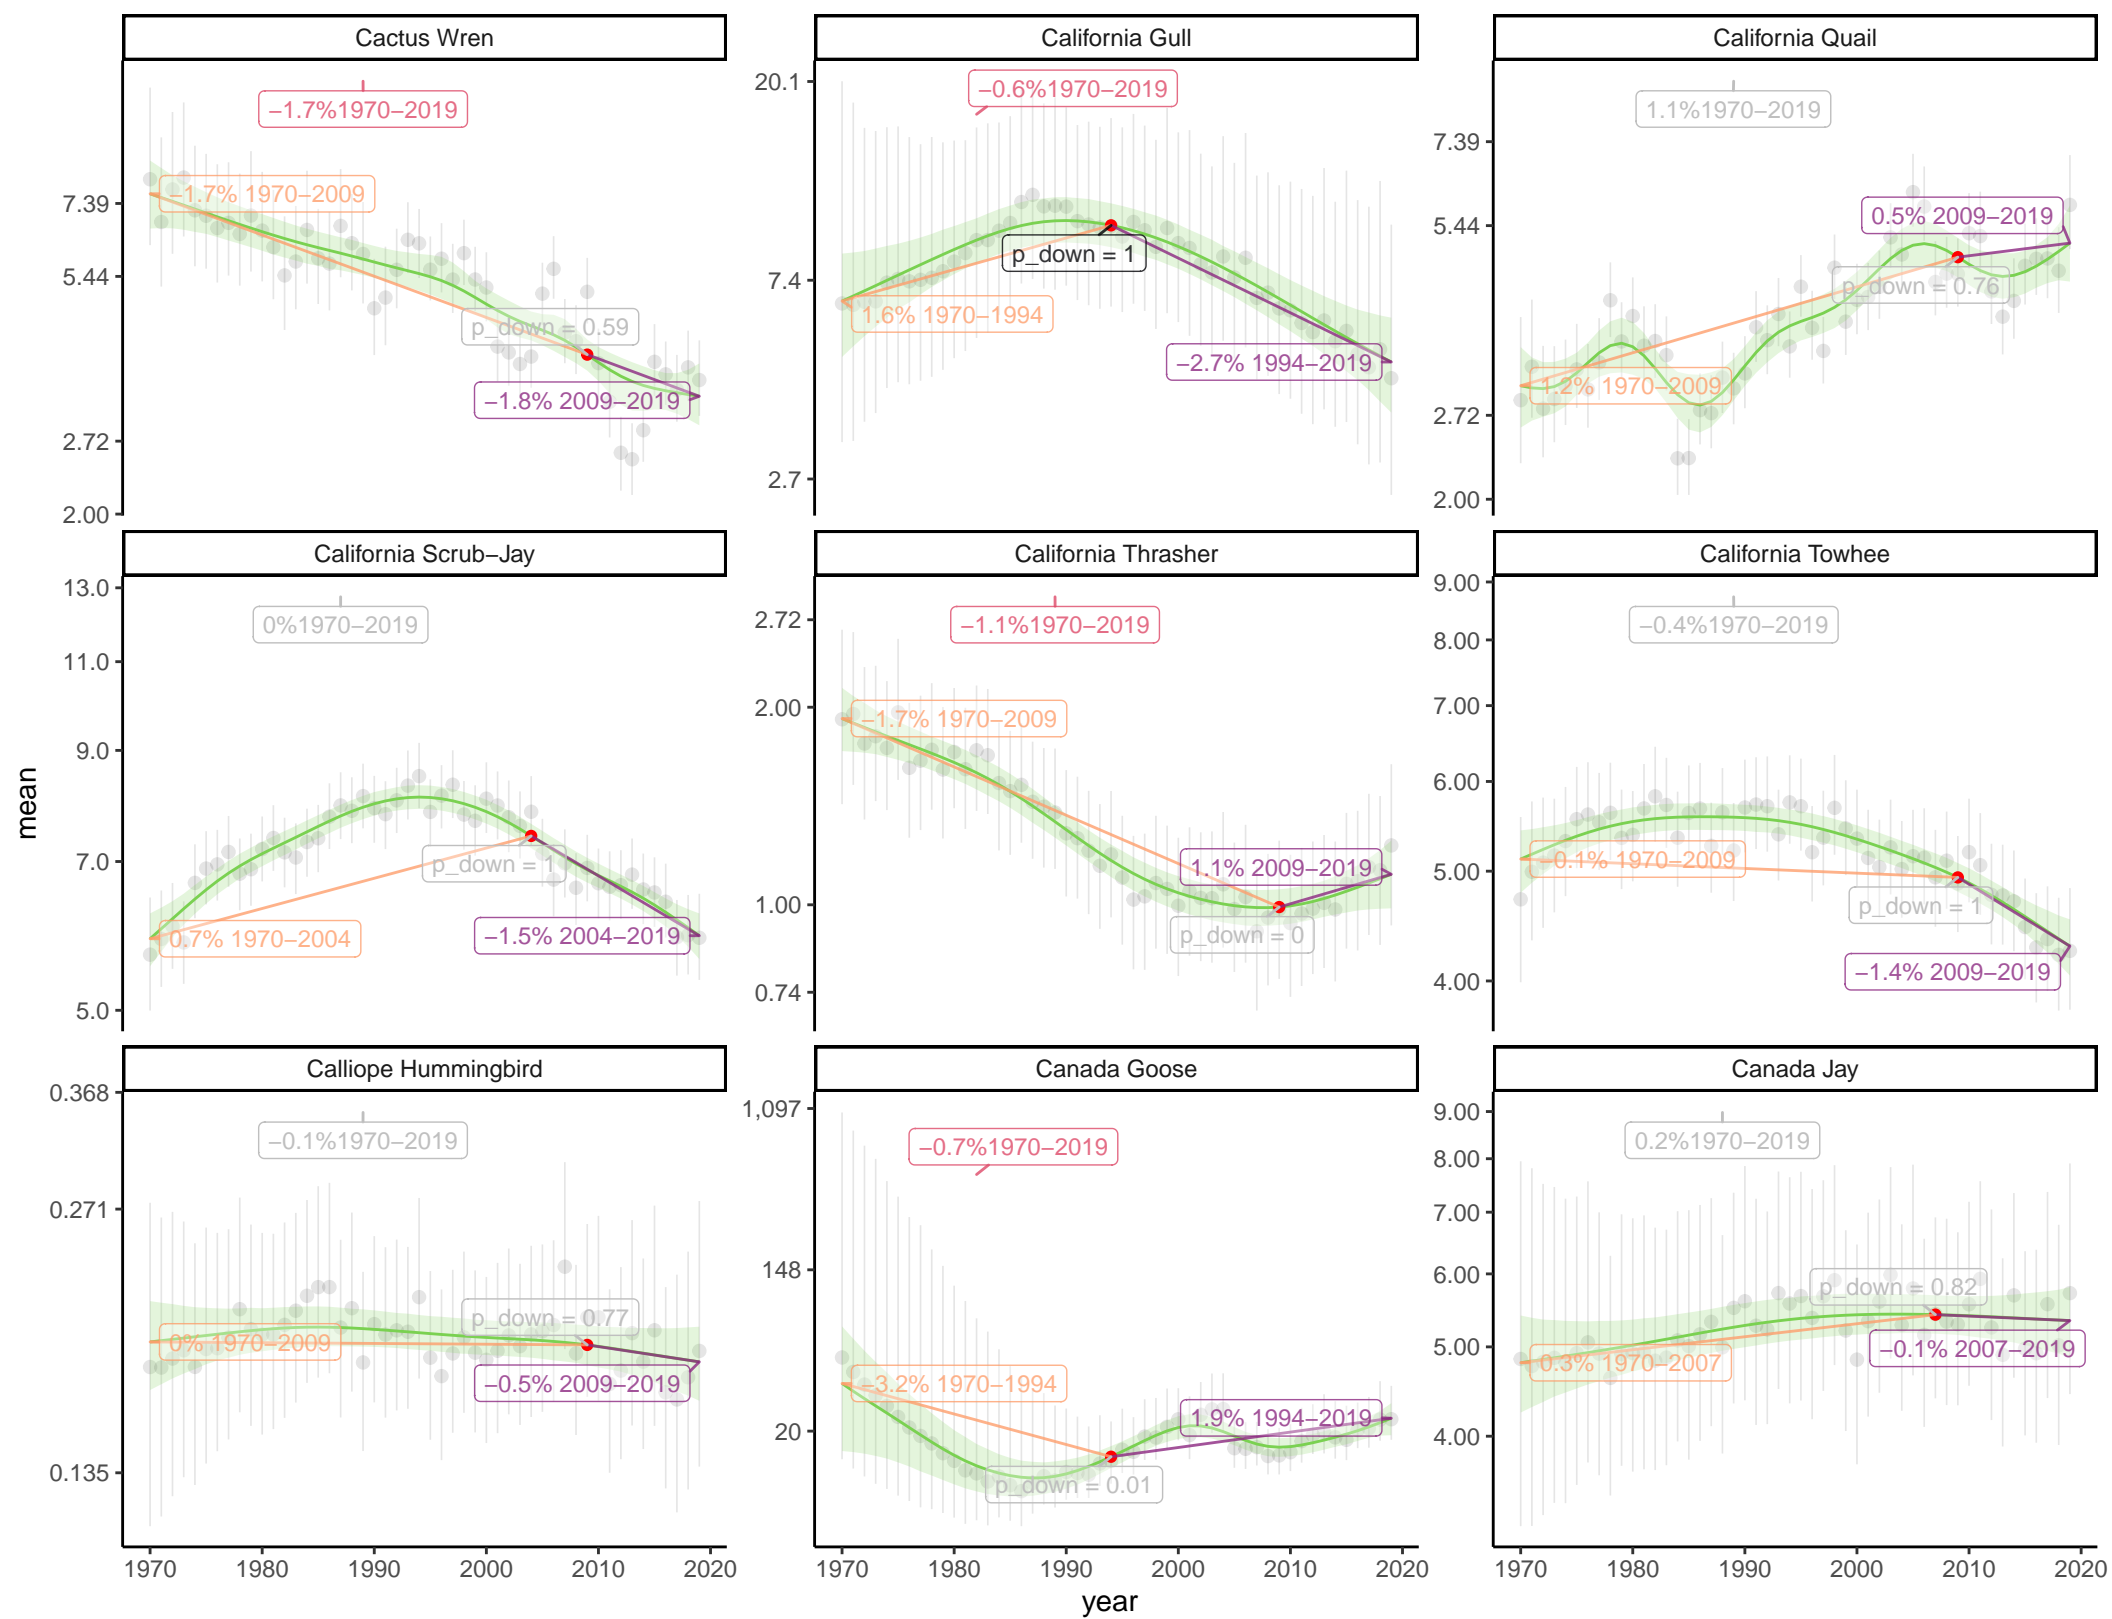 Cactus Wren
California Gull
California Quail
−1.7%1970−2019
−1.7% 1970−2009
p_down = 0.59
−1.8% 2009−2019
7.39
5.44
2.72
2.00
−0.6%1970−2019
p_down = 1
1.6% 1970−1994
−2.7% 1994−2019
20.1
7.4
2.7
1.1%1970−2019
0.5% 2009−2019
p_down = 0.76
1.2% 1970−2009
7.39
5.44
2.72
2.00
California Scrub−Jay
California Thrasher
California Towhee
0%1970−2019
p_down = 1
0.7% 1970−2004
−1.5% 2004−2019
13.0
11.0
9.0
7.0
5.0
−1.1%1970−2019
−1.7% 1970−2009
1.1% 2009−2019
p_down = 0
2.72
2.00
1.00
0.74
−0.4%1970−2019
−0.1% 1970−2009
p_down = 1
−1.4% 2009−2019
9.00
8.00
7.00
6.00
5.00
4.00
Calliope Hummingbird
Canada Goose
Canada Jay
−0.1%1970−2019
p_down = 0.77
0% 1970−2009
−0.5% 2009−2019
0.368
0.271
0.135
−0.7%1970−2019
−3.2% 1970−1994
1.9% 1994−2019
p_down = 0.01
1,097
148
20
0.2%1970−2019
p_down = 0.82
−0.1% 2007−2019
0.3% 1970−2007
9.00
8.00
7.00
6.00
5.00
4.00
1970 1980 1990 2000 2010 2020
1970 1980 1990 2000 2010 2020
1970 1980 1990 2000 2010 2020
mean
year